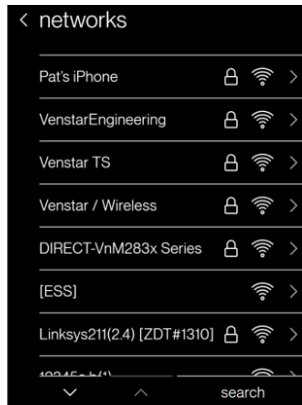 networks
Pat's iPhone
VenstarEngineering
Venstar TS
Venstar / Wireless
DIRECT-VnM283x Series
[ESS]
Linksys211(2.4) [ZDT#1310]
search